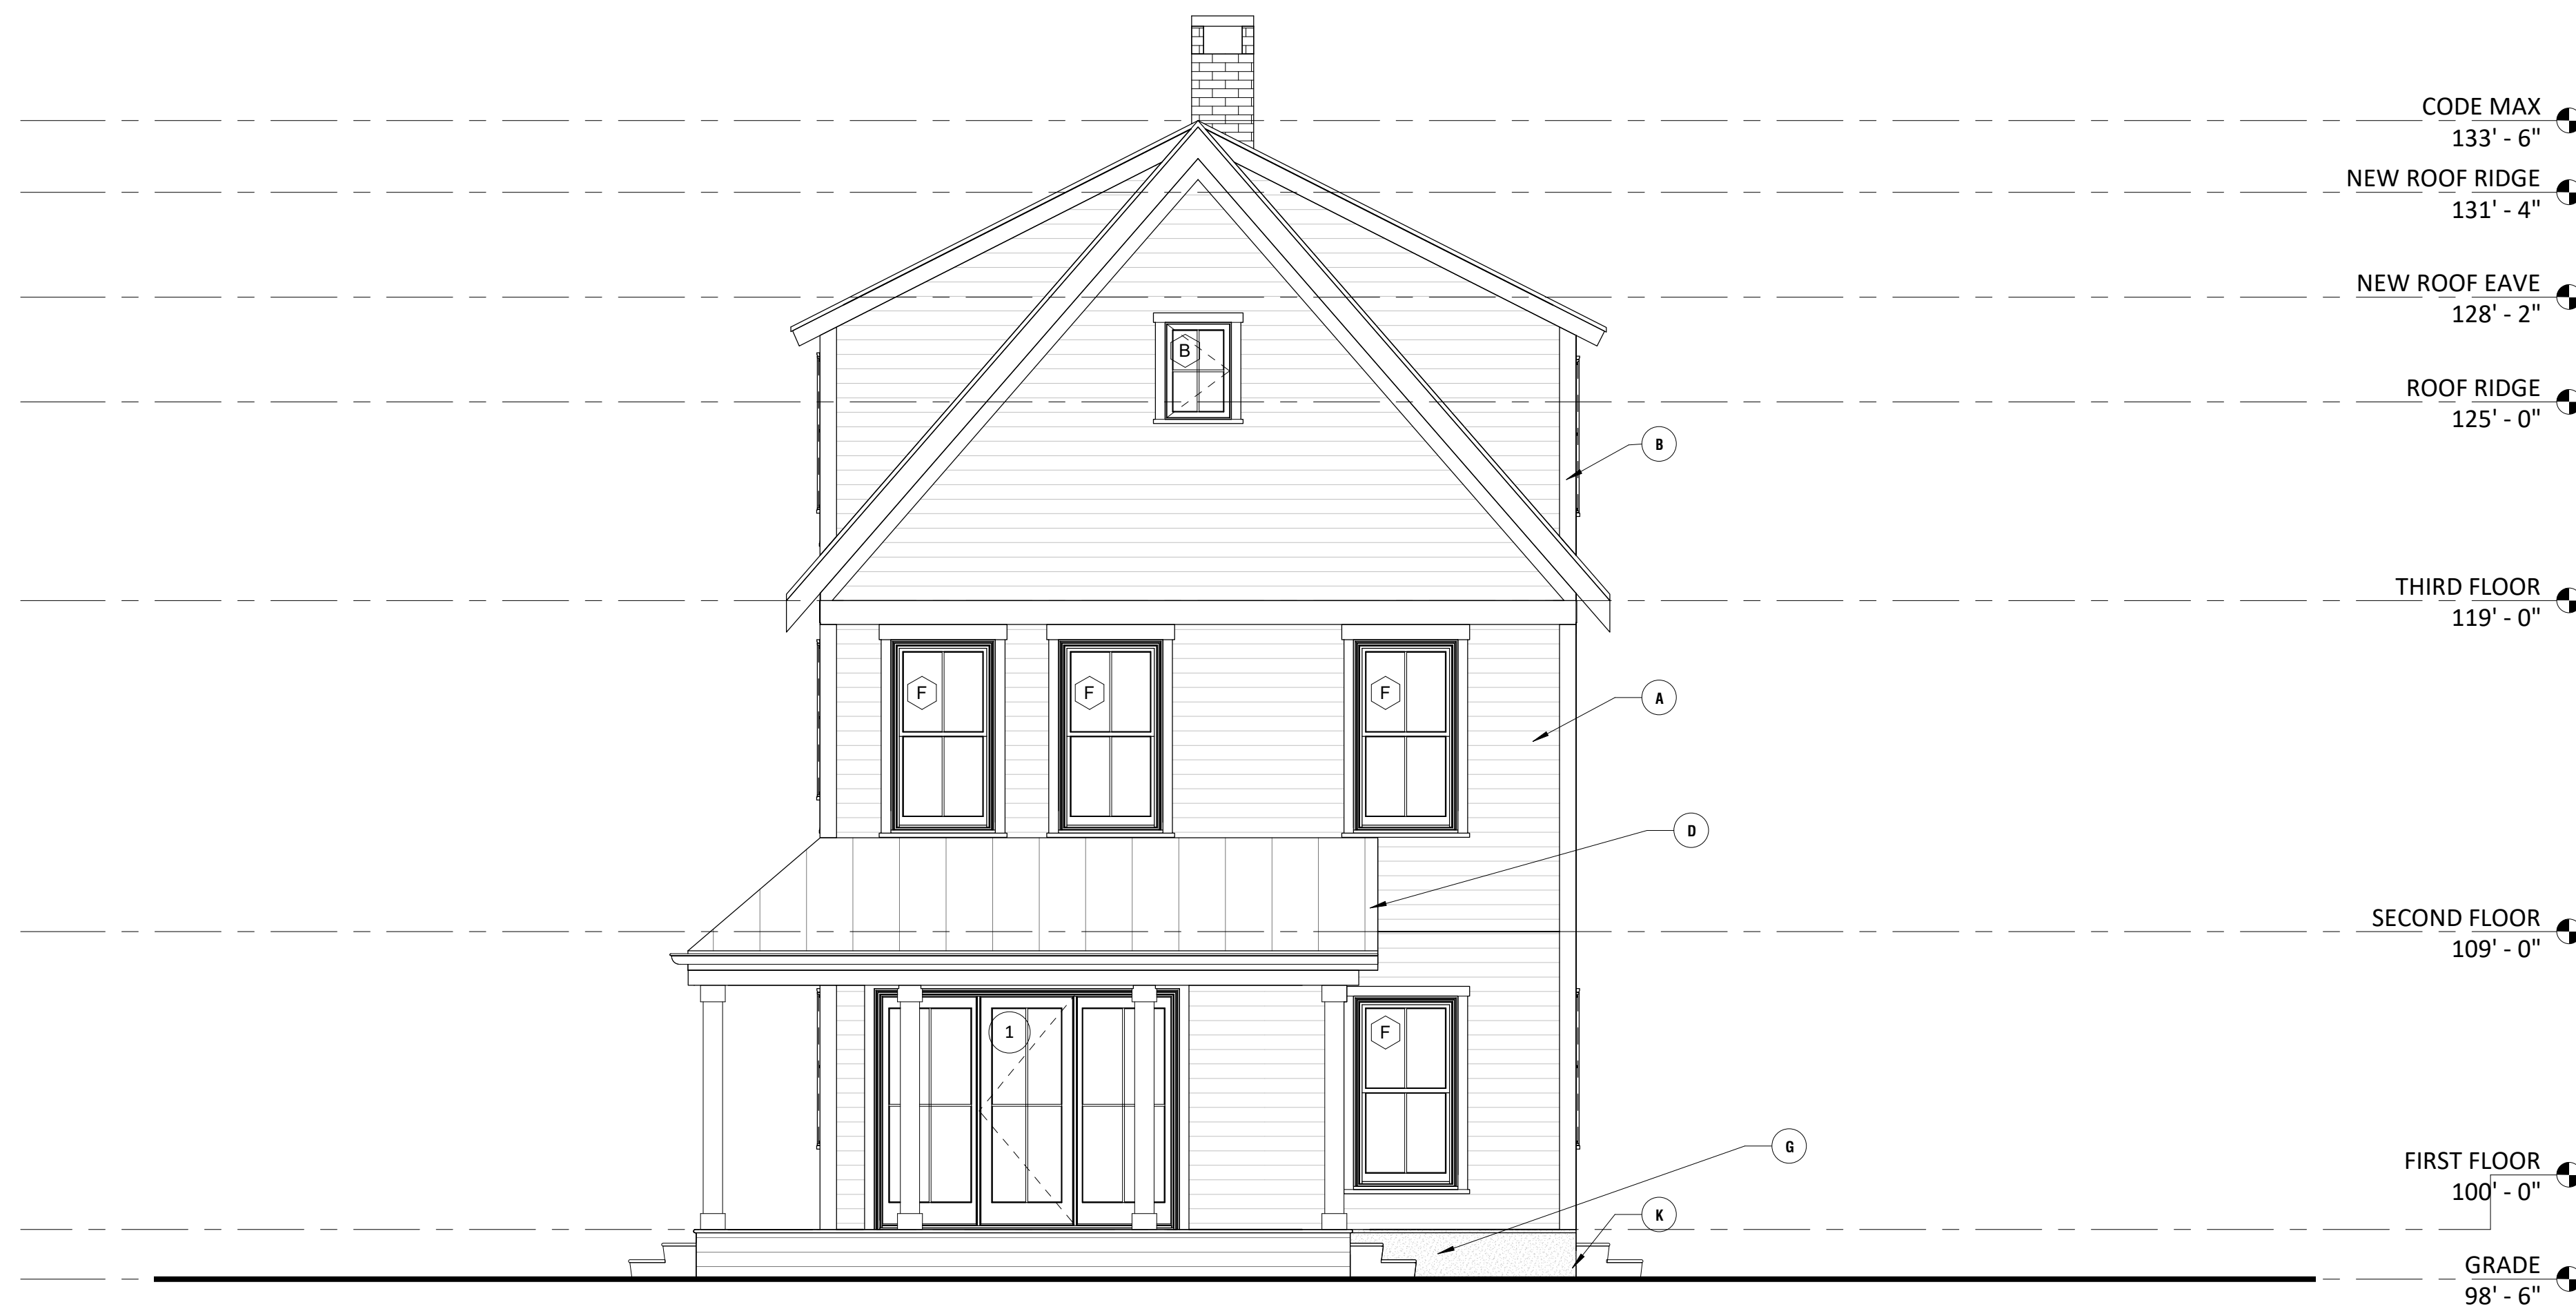 CODE MAX
133' - 6"
NEW ROOF RIDGE
131' - 4"
NEW ROOF EAVE
128' - 2"
B
ROOF RIDGE
125' - 0"
B
THIRD FLOOR
119' - 0"
F F F A
D
SECOND FLOOR
109' - 0"
1 F
G
FIRST FLOOR
100' - 0"
K
GRADE
98' - 6"